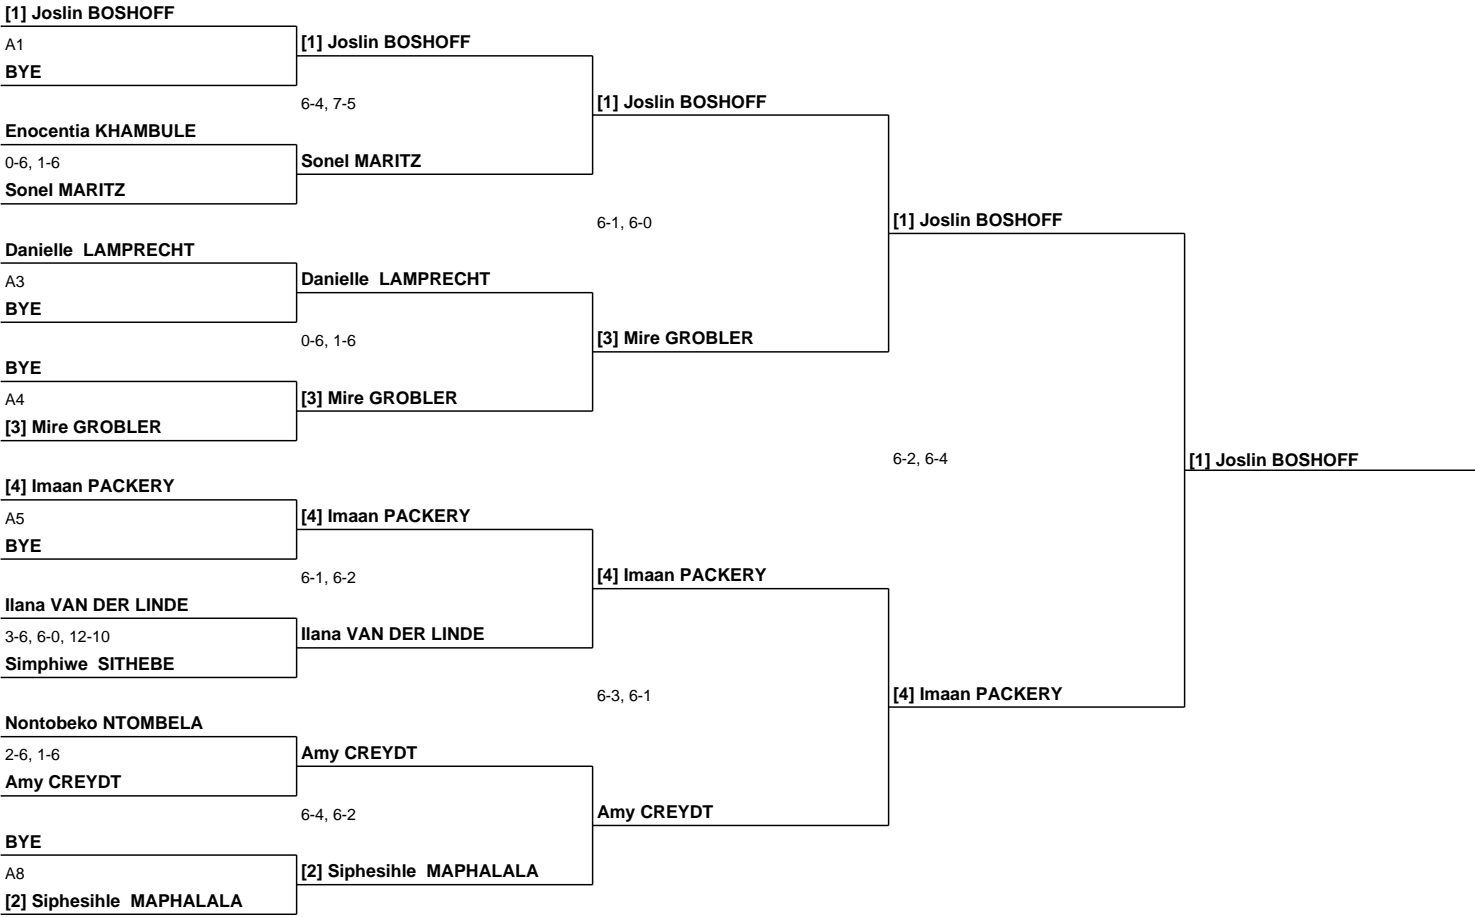 [1] Joslin BOSHOFF
A1
BYE
Enocentia KHAMBULE
0-6, 1-6
Sonel MARITZ
Danielle  LAMPRECHT
A3
BYE
BYE
A4
[3] Mire GROBLER
[4] Imaan PACKERY
A5
BYE
Ilana VAN DER LINDE
3-6, 6-0, 12-10
Simphiwe  SITHEBE
Nontobeko NTOMBELA
2-6, 1-6
Amy CREYDT
BYE
A8
[2] Siphesihle  MAPHALALA
[1] Joslin BOSHOFF
6-4, 7-5
Sonel MARITZ
Danielle  LAMPRECHT
0-6, 1-6
[3] Mire GROBLER
[4] Imaan PACKERY
6-1, 6-2
Ilana VAN DER LINDE
Amy CREYDT
6-4, 6-2
[2] Siphesihle  MAPHALALA
[1] Joslin BOSHOFF
6-1, 6-0
[3] Mire GROBLER
[4] Imaan PACKERY
6-3, 6-1
Amy CREYDT
[1] Joslin BOSHOFF
6-2, 6-4
[4] Imaan PACKERY
[1] Joslin BOSHOFF